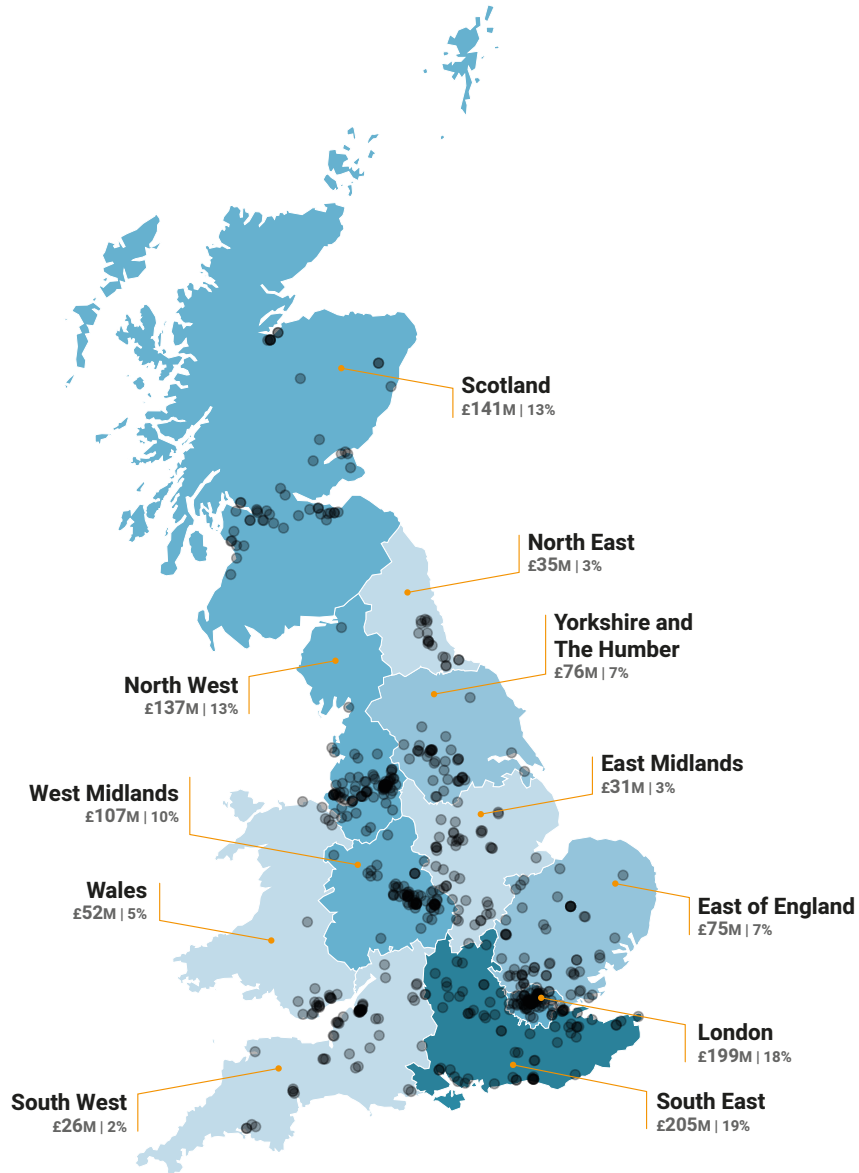 Scotland
£141M | 13%
North East
£35M | 3%
Yorkshire and
The Humber
£76M | 7%
North West
£137M | 13%
East Midlands
£31M | 3%
West Midlands
£107M | 10%
Wales
£52M | 5%
East of England
£75M | 7%
London
£199M | 18%
South West
£26M | 2%
South East
£205M | 19%